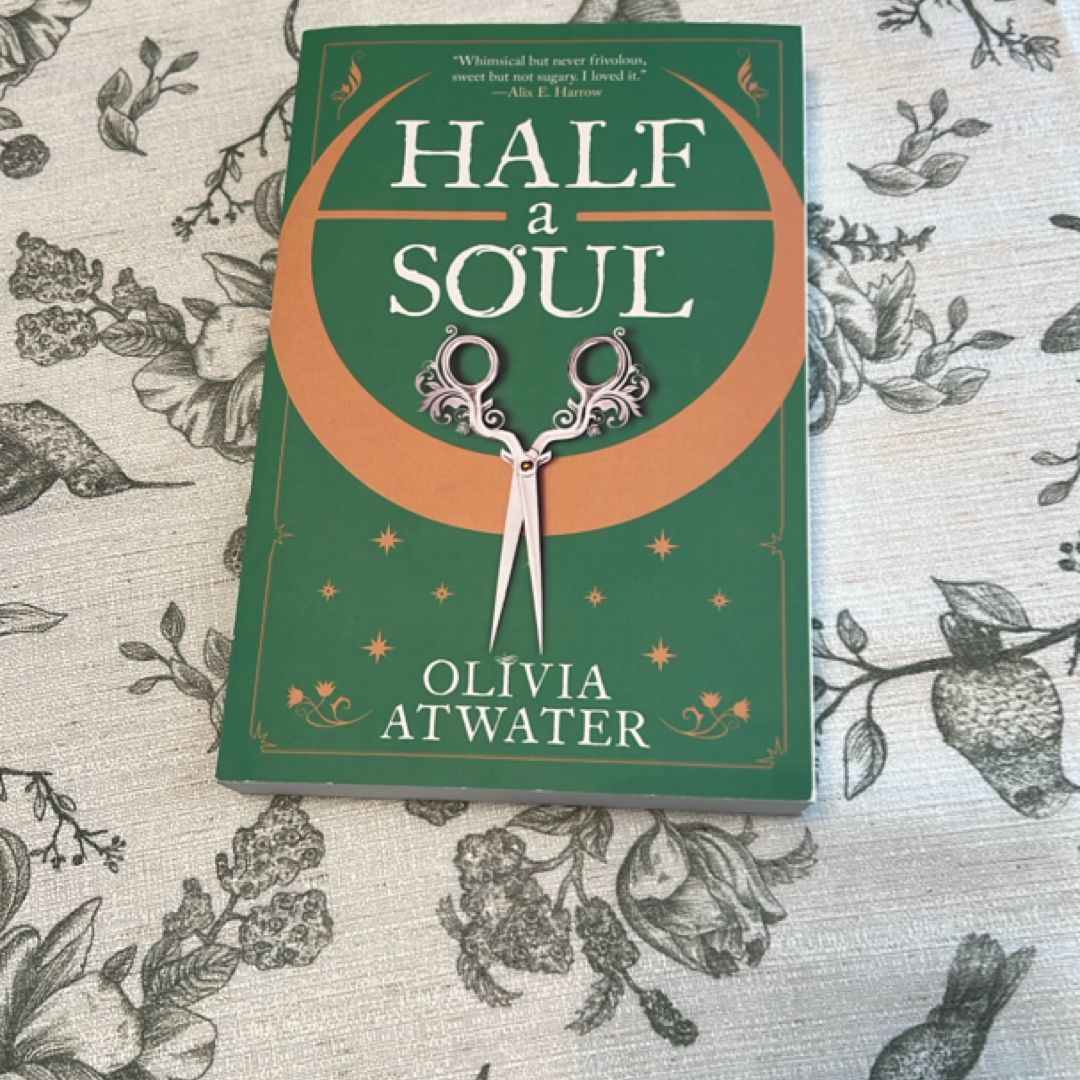 "Whimsical but never frivolous,
sweet but not sugary. I loved it."
—Alix E. Harrow
HALF
a
SOUL
OLIVIA
ATWATER